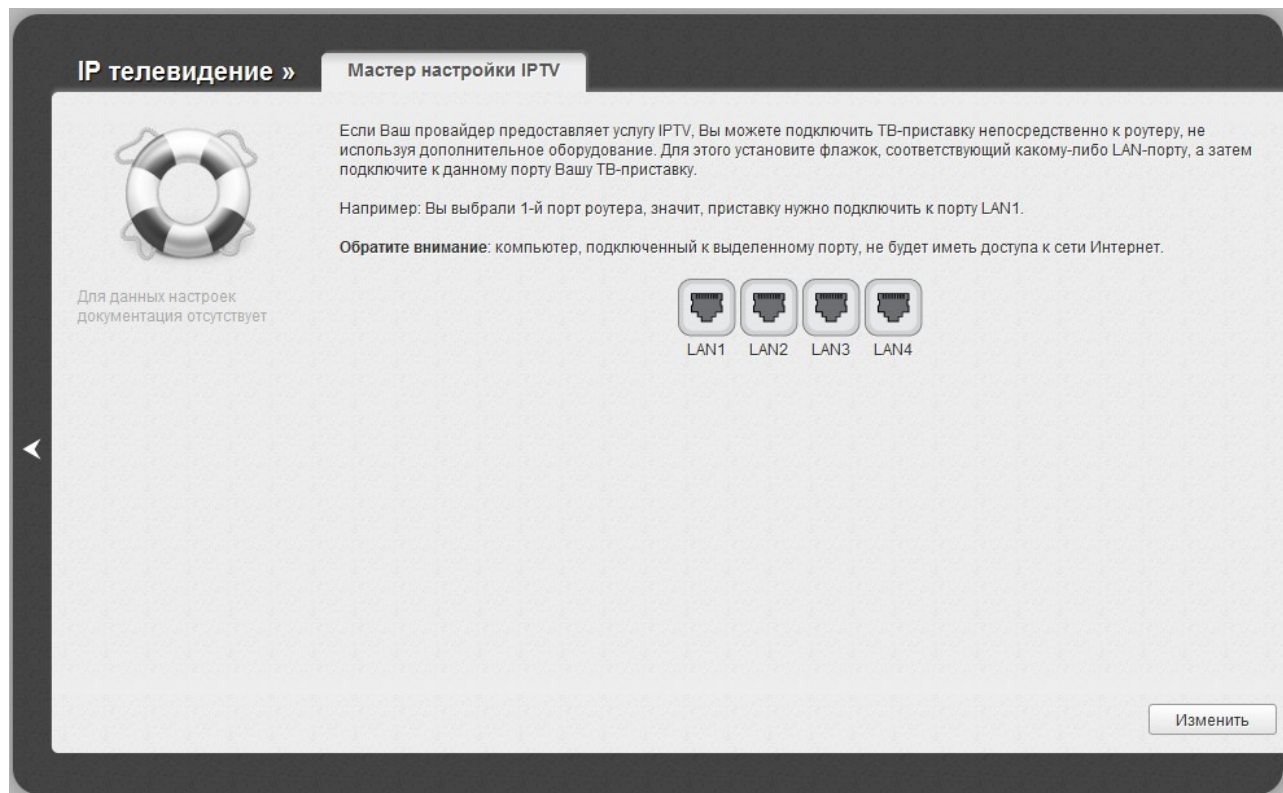 IP телевидение »
Мастер настройки IPTV
Если Ваш провайдер предоставляет услугу IPTV, Вы можете подключить ТВ-приставку непосредственно к роутеру, не
используя дополнительное оборудование. Для этого установите флажок, соответствующий какому-либо LAN-порту, а затем
подключите к данному порту Вашу ТВ-приставку.
Например: Вы выбрали 1-й порт роутера, значит, приставку нужно подключить к порту LAN1.
Обратите внимание: компьютер, подключенный к выделенному порту, не будет иметь доступа к сети Интернет.
Для данных настроек
документация отсутствует
LAN1 LAN2 LAN3 LAN4
Изменить